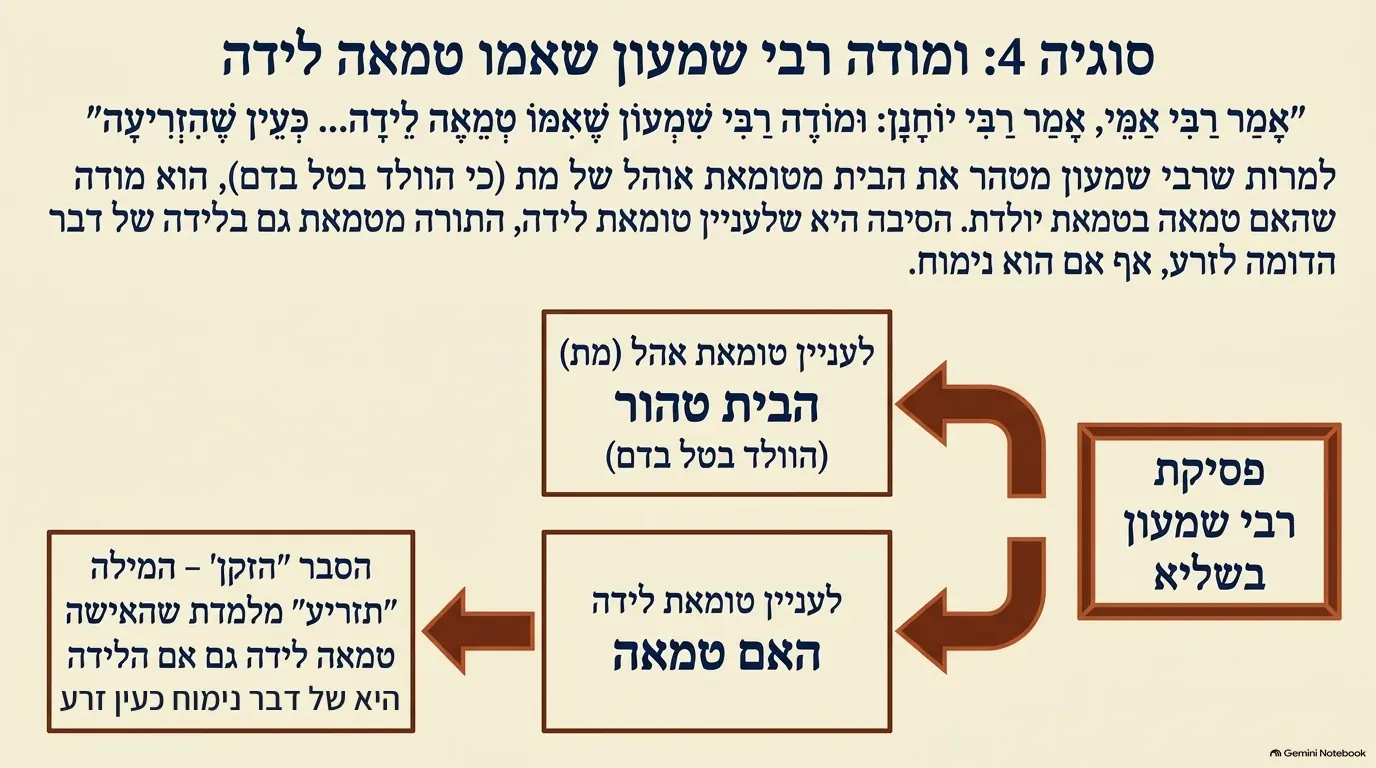 סוגיה 4: ומודה רבי שמעון שאמו טמאה לידה
"אָמַר רַבִּי אַמֵּי, אָמַר רַבִּי יוֹחָנָן: וּמוֹדֶה רַבִּי שִׁמְעוֹן שֶׁאִמּוֹ טְמֵאָה לֵידָה... כְּעֵין שֶׁהִזְרִיעָה"
למרות שרבי שמעון מטהר את הבית מטומאת אוהל של מת (כי הוולד בטל בדם), הוא מודה
שהאם טמאה בטמאת יולדת. הסיבה היא שלעניין טומאת לידה, התורה מטמאת גם בלידה של דבר
הדומה לזרע, אף אם הוא נימוח.
פסיקת
רבי שמעון
בשליא
לעניין טומאת אהל (מת)
הבית טהור
(הוולד בטל בדם)
לעניין טומאת לידה
האם טמאה
הסבר "הזקן' – המילה
"תזריע" מלמדת שהאישה
טמאה לידה גם אם הלידה
היא של דבר נימוח כעין זרע
Gemini Notebook